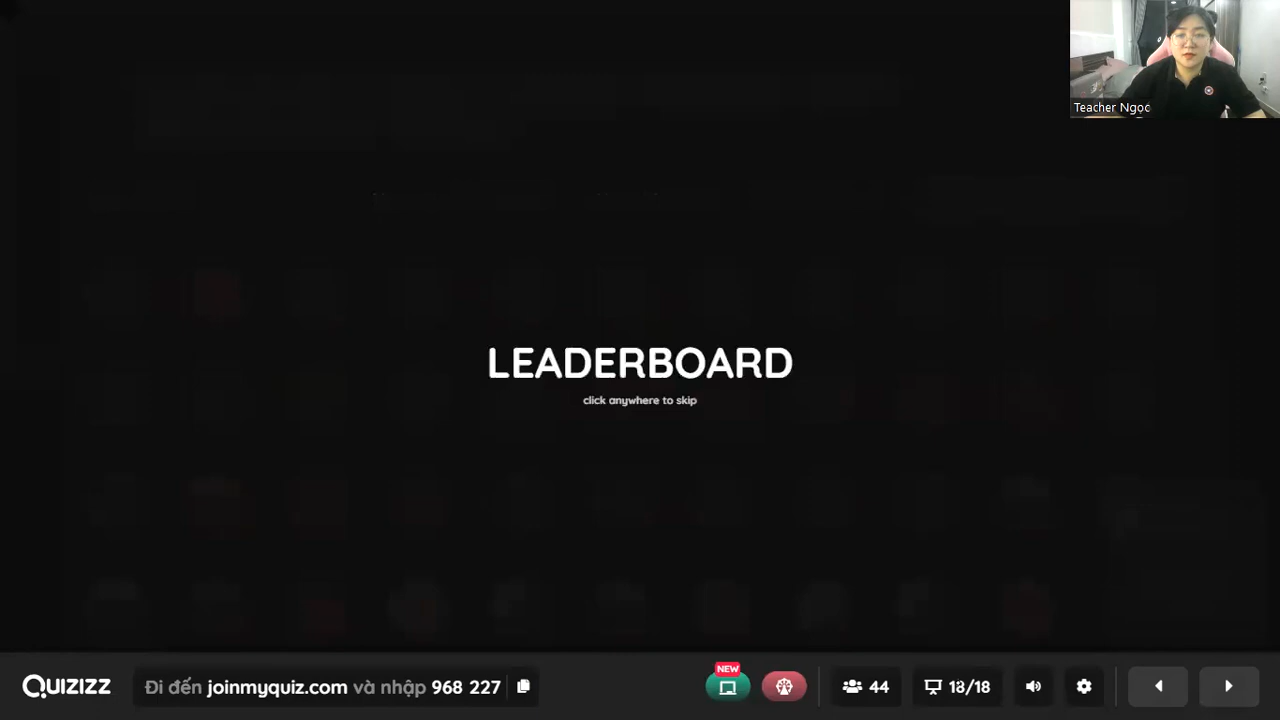 Teacher Ngọc
LEADERBOARD
click anywhere to skip
QUIZIZZ
Đi đến joinmyquiz.com và nhập 968 227
NEW
44
18/18